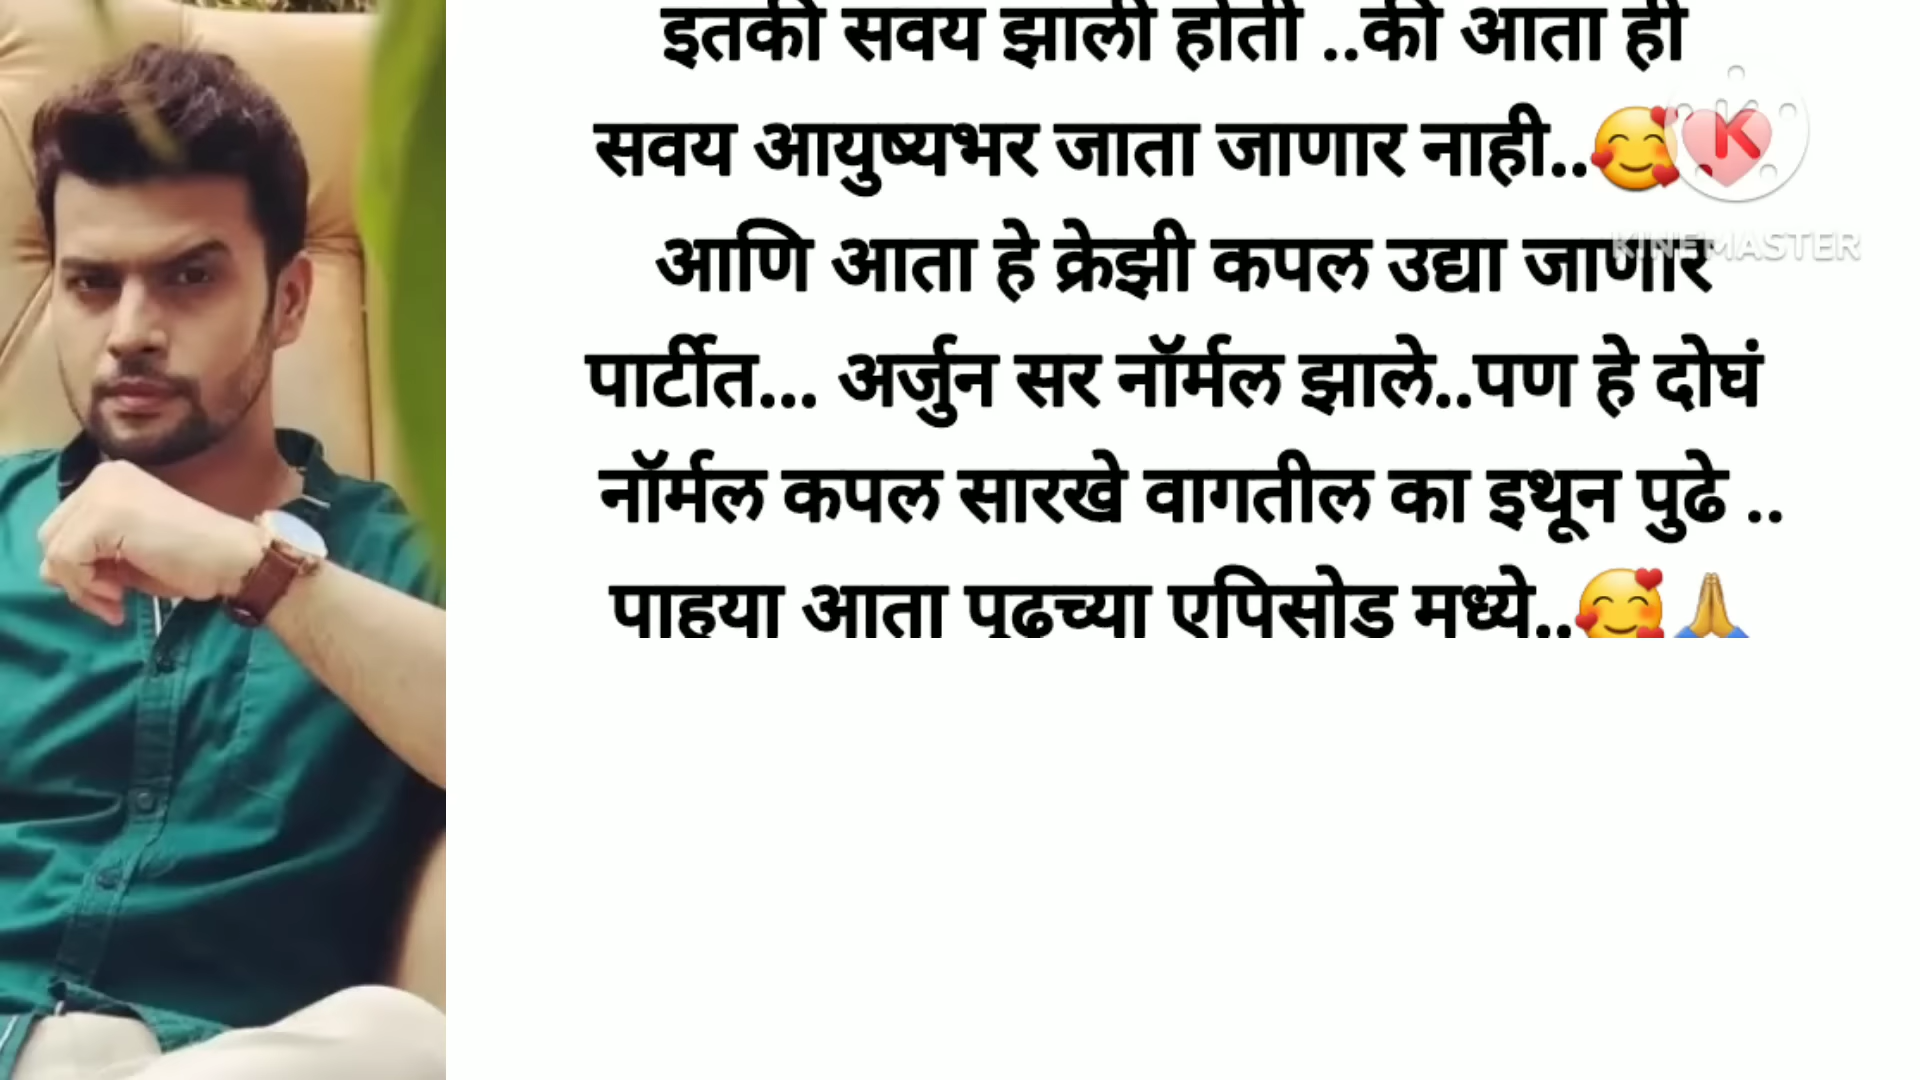 इतकी सवय झाली होती ..की आता ही
सवय आयुष्यभर जाता जाणार नाही..🥰
आणि आता हे क्रेझी कपल उद्या जाणार
पार्टीत... अर्जुन सर नॉर्मल झाले..पण हे दोघं
नॉर्मल कपल सारखे वागतील का इथून पुढे ..
पाहया आता पुढच्या एपिसोड मध्ये..🥰🙏
K
KINEMASTER